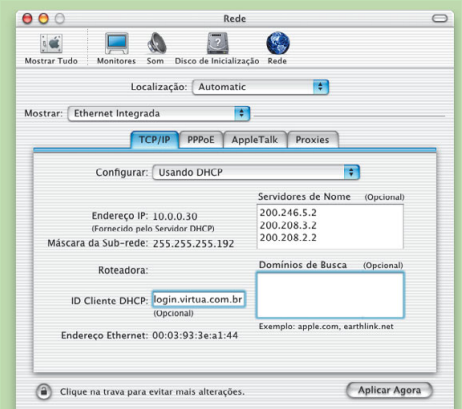 Rede
Mostrar Tudo Monitores Som Disco de Inicialização Rede
Localização: Automatic
Mostrar: Ethernet Integrada
TCP/IP PPPoE AppleTalk Proxies
Configurar: Usando DHCP
Servidores de Nome (Opcional)
200.246.5.2
200.208.3.2
200.208.2.2
Endereço IP: 10.0.0.30
(Fornecido pelo Servidor DHCP)
Máscara da Sub-rede: 255.255.255.192
Roteadora:
Domínios de Busca (Opcional)
ID Cliente DHCP: login.virtua.com.br
(Opcional)
Exemplo: apple.com, earthlink.net
Endereço Ethernet: 00:03:93:3e:a1:44
Clique na trava para evitar mais alterações.
Aplicar Agora